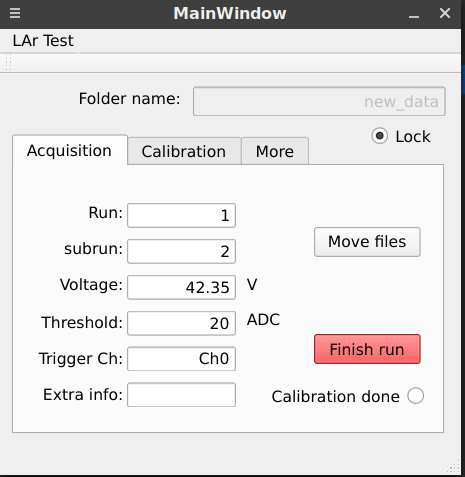 MainWindow
LAr Test
Folder name: new_data
Lock
Acquisition Calibration More
Run: 1
subrun: 2
Move files
Voltage: 42.35 V
Threshold: 20 ADC
Trigger Ch: Ch0
Finish run
Extra info:
Calibration done